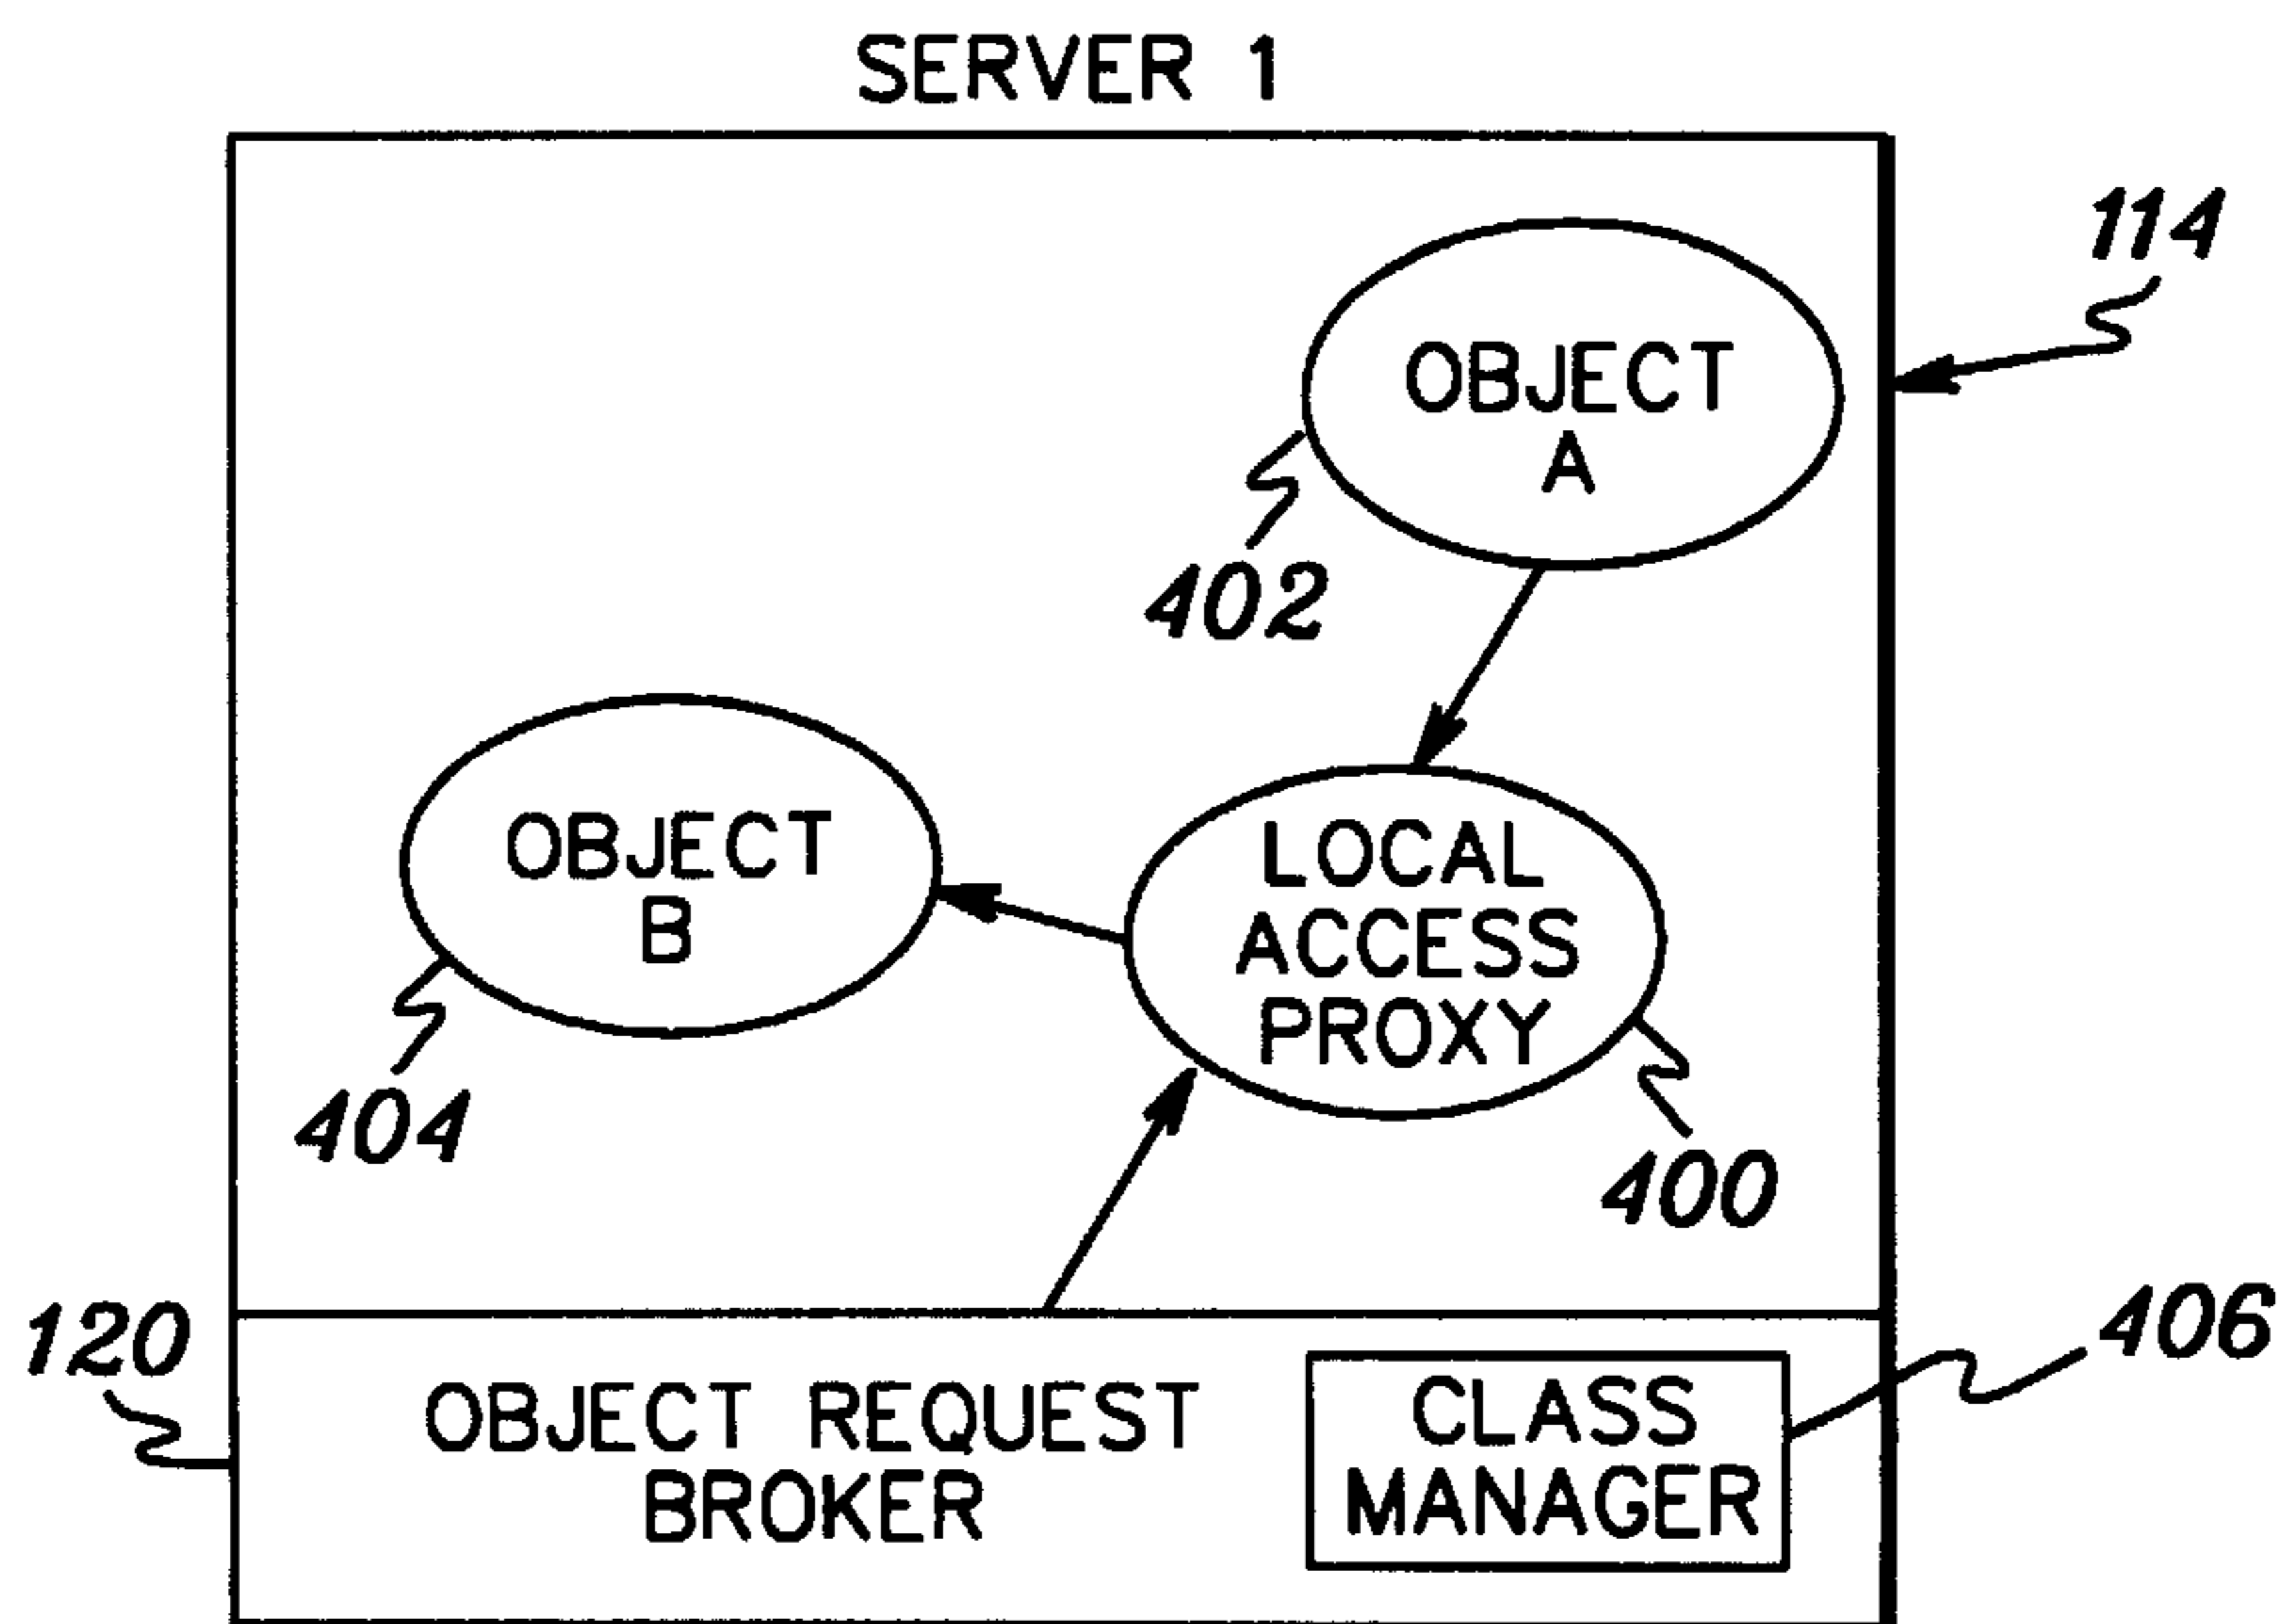 SERVER 1
114
OBJECT
A
402
OBJECT
B
LOCAL
ACCESS
PROXY
404
400
120
406
OBJECT REQUEST
BROKER
CLASS
MANAGER